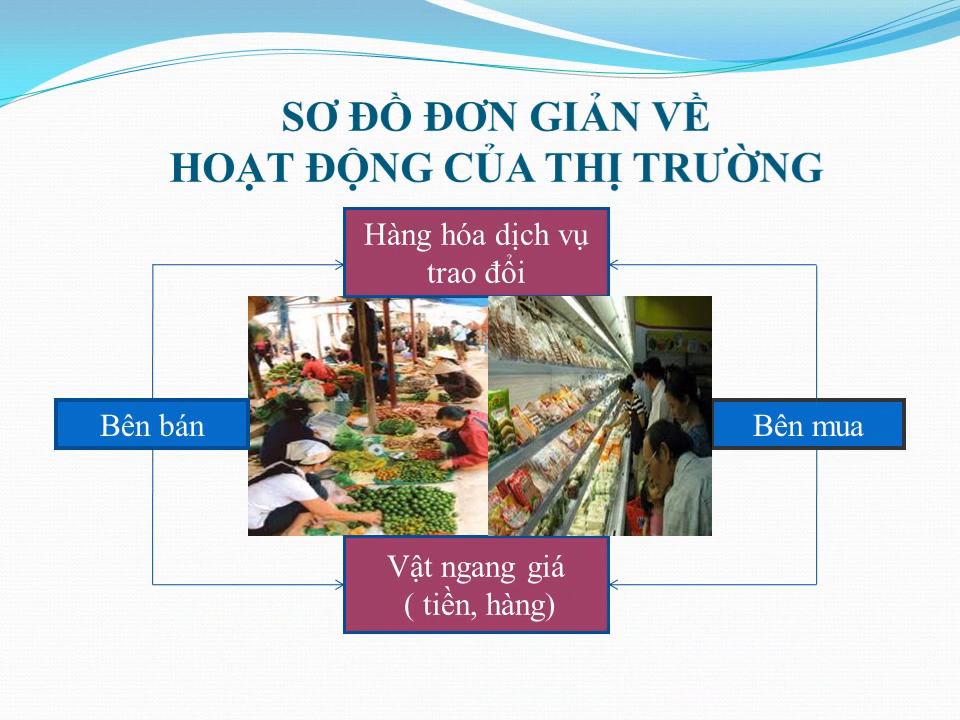 SƠ ĐỒ ĐƠN GIẢN VỀ
HOẠT ĐỘNG CỦA THỊ TRƯỜNG
Hàng hóa dịch vụ
trao đổi
Bên bán
Bên mua
Vật ngang giá
( tiền, hàng)